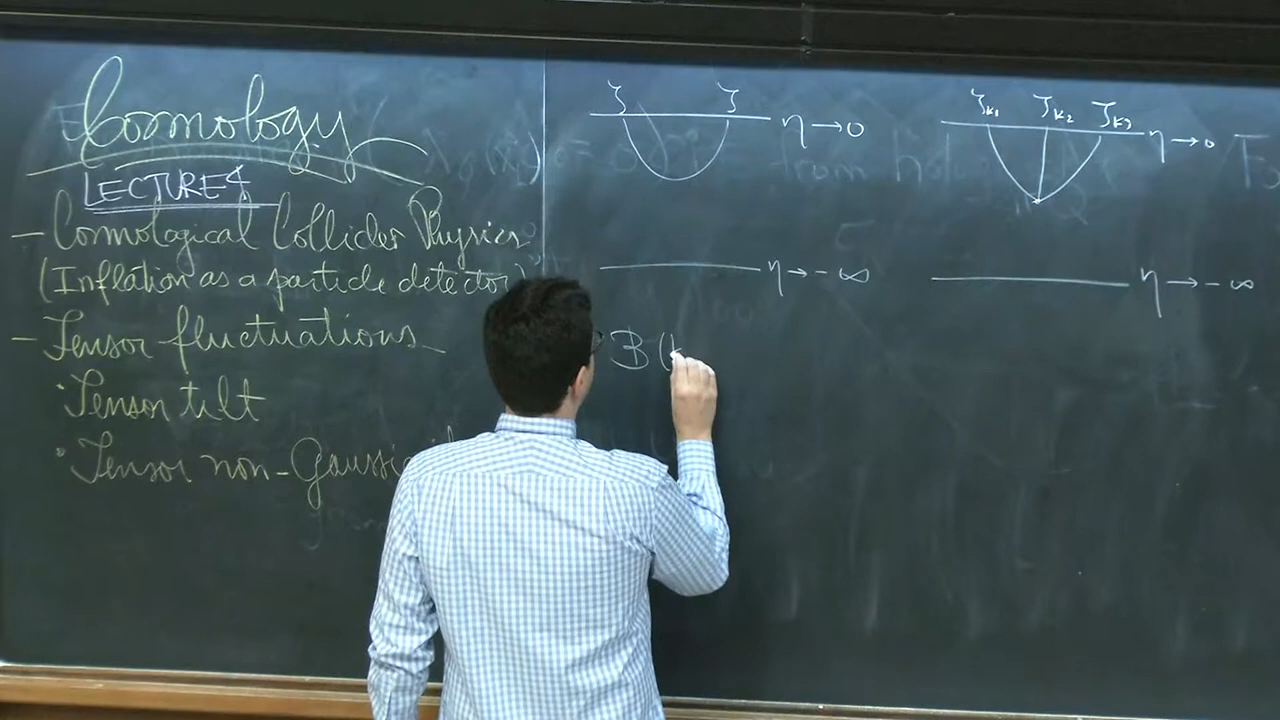 Cosmology
LECTURE 4
- Cosmological Collider Physics
(Inflation as a particle detector)
- Tensor fluctuations
· Tensor tilt
· Tensor non-Gaussi
ζ ζ
η → 0
η → -∞
ζk₁ ζk₂ ζk₃
η → 0
η → -∞
B(k
from